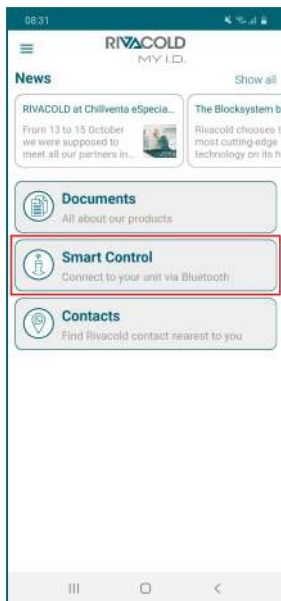 08:31
RIVACOLD
MY I.D.
News
Show all
RIVACOLD at Chillventa eSpecia...
From 13 to 15 October
we were supposed to
meet all our partners in...
The Blocksystem b
Rivacold chooses t
most cutting-edge
technology on its h
Documents
All about our products
Smart Control
Connect to your unit via Bluetooth
Contacts
Find Rivacold contact nearest to you